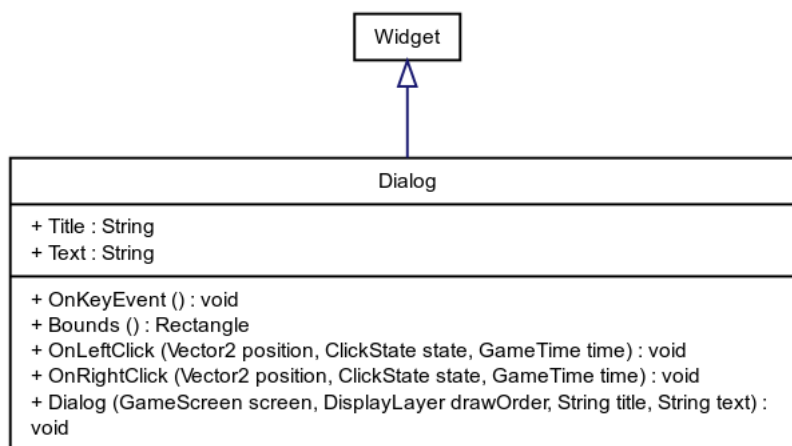 Widget
Dialog
+ Title : String
+ Text : String
+ OnKeyEvent () : void
+ Bounds () : Rectangle
+ OnLeftClick (Vector2 position, ClickState state, GameTime time) : void
+ OnRightClick (Vector2 position, ClickState state, GameTime time) : void
+ Dialog (GameScreen screen, DisplayLayer drawOrder, String title, String text) :
void